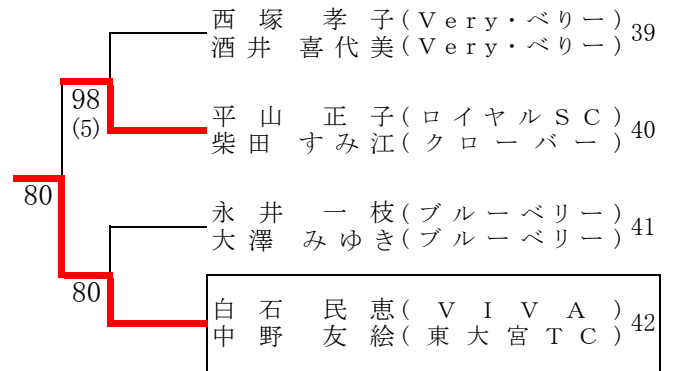 西塚 孝子(Very・べりー) 39
酒井 喜代美(Very・べりー)
98
(5)
平山 正子(ロイヤルSC) 40
柴田 すみ江(クローバー)
80
永井 一枝(ブルーベリー) 41
大澤 みゆき(ブルーベリー)
80
白石 民恵(VIVA) 42
中野 友絵(東大宮TC)